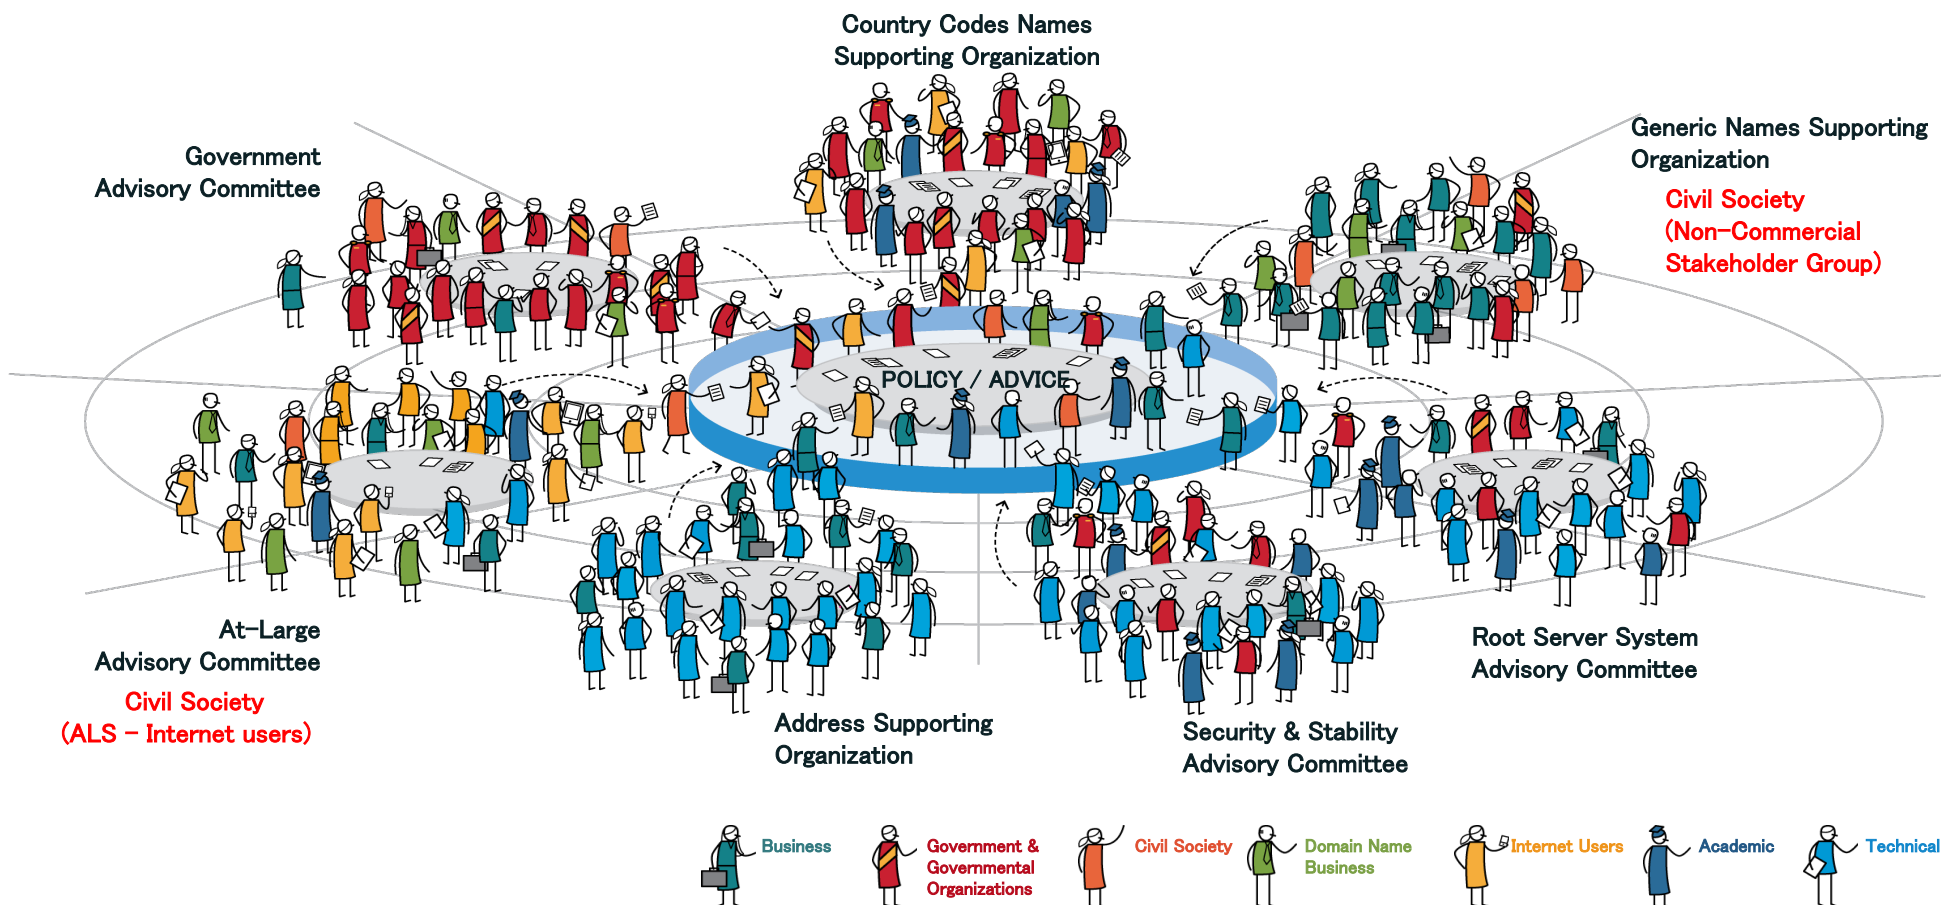 Country Codes Names
Supporting Organization
Government
Advisory Committee
Generic Names Supporting
Organization
Civil Society
(Non-Commercial
Stakeholder Group)
POLICY / ADVICE
At-Large
Advisory Committee
Civil Society
(ALS - Internet users)
Address Supporting
Organization
Security & Stability
Advisory Committee
Root Server System
Advisory Committee
Business
Government &
Governmental
Organizations
Civil Society
Domain Name
Business
Internet Users
Academic
Technical